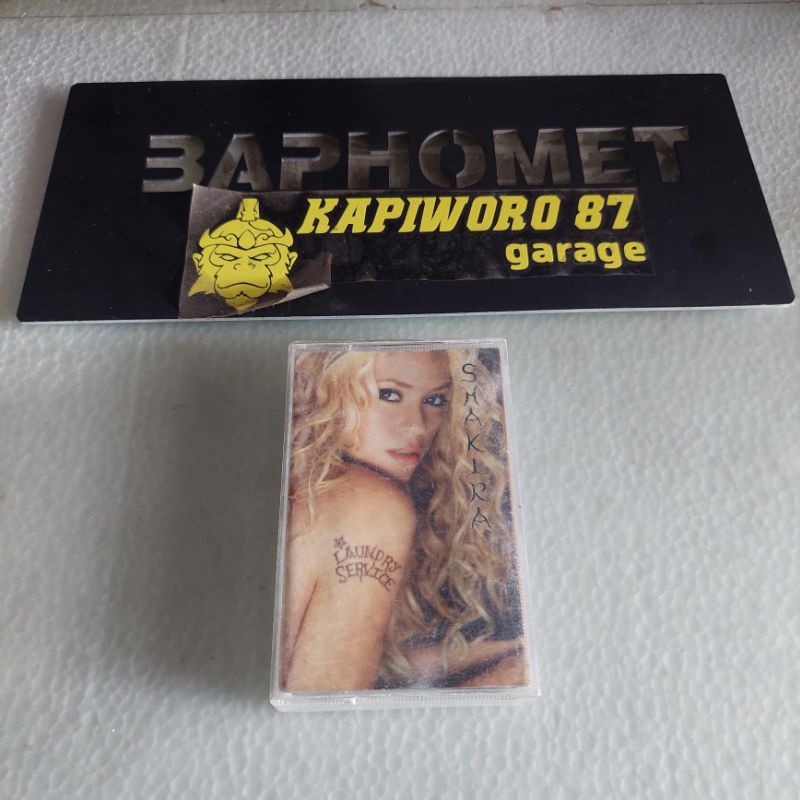 BAPHOMET
KAPIWORO 87
garage
SHAKIRA
LAUNDRY
SERVICE